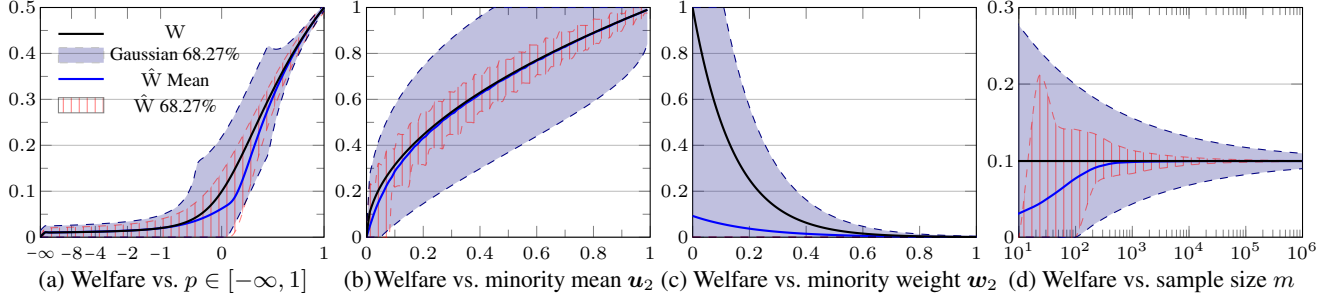 0.5
0.4
0.3
0.2
0.1
0
−∞ −8 −4 −2 −1 0 1
W
Gaussian 68.27%
Ŵ Mean
Ŵ 68.27%
(a) Welfare vs. p ∈ [−∞, 1]
1
0.8
0.6
0.4
0.2
0
0.2 0.4 0.6 0.8 1
(b) Welfare vs. minority mean u₂
1
0.8
0.6
0.4
0.2
0
0 0.2 0.4 0.6 0.8 1
(c) Welfare vs. minority weight w₂
0.3
0.2
0.1
0
10¹ 10² 10³ 10⁴ 10⁵ 10⁶
(d) Welfare vs. sample size m